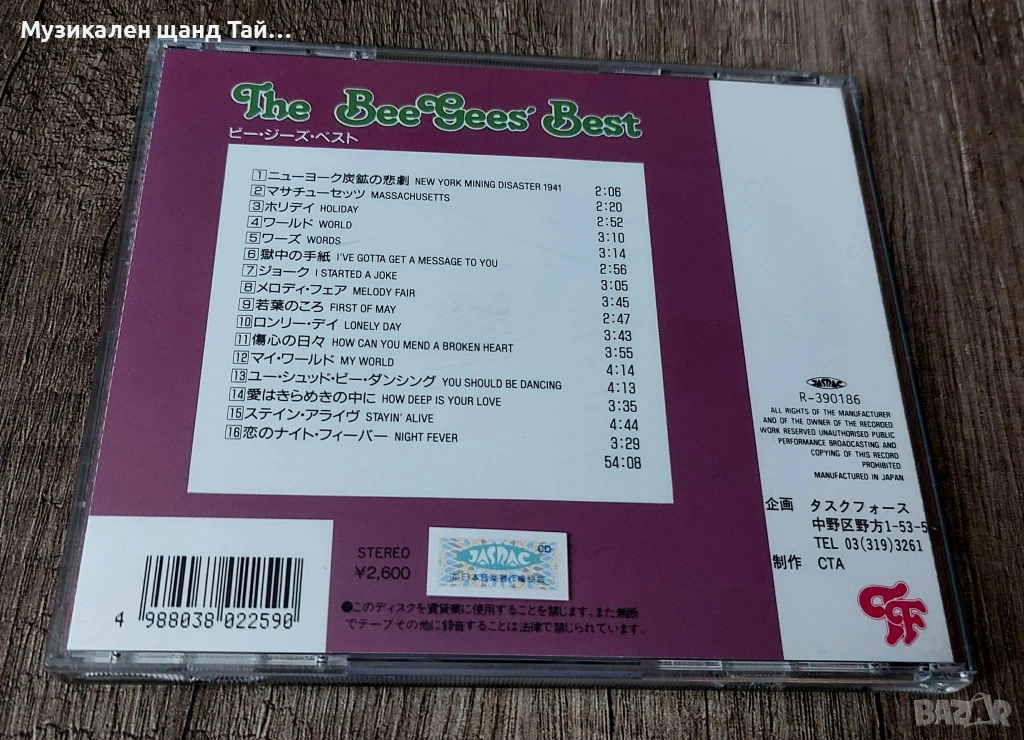 Музикален щанд Тай...
The BeeGees' Best
ビー・ジーズ・ベスト
1 ニューヨーク炭鉱の悲劇 NEW YORK MINING DISASTER 1941 2:06
2 マサチューセッツ MASSACHUSETTS 2:20
3 ホリデイ HOLIDAY 2:52
4 ワールド WORLD 3:10
5 ワーズ WORDS 3:14
6 獄中の手紙 I'VE GOTTA GET A MESSAGE TO YOU 2:56
7 ジョーク I STARTED A JOKE 3:05
8 メロディ・フェア MELODY FAIR 3:45
9 若葉のころ FIRST OF MAY 2:47
10 ロンリー・デイ LONELY DAY 3:43
11 傷心の日々 HOW CAN YOU MEND A BROKEN HEART 3:55
12 マイ・ワールド MY WORLD 4:14
13 ユー・シュッド・ビー・ダンシング YOU SHOULD BE DANCING 4:13
14 愛はきらめきの中に HOW DEEP IS YOUR LOVE 3:35
15 ステイン・アライヴ STAYIN' ALIVE 4:44
16 恋のナイト・フィーバー NIGHT FEVER 3:29
54:08
JASRAC
R-390186
ALL RIGHTS OF THE MANUFACTURER
AND OF THE OWNER OF THE RECORDED
WORK RESERVED UNAUTHORISED PUBLIC
PERFORMANCE BROADCASTING AND
COPYING OF THIS RECORD
PROHIBITED
MANUFACTURED IN JAPAN
企画 タスクフォース
中野区野方1-53-5
TEL 03(319)3261
制作 CTA
STEREO
¥2,600
JASRAC CD
日本音楽著作権協会
●このディスクを賃貸業に使用することを禁じます。また無断
でテープその他に録音することは法律で禁じられています。
4 988038 022590
BAZAR